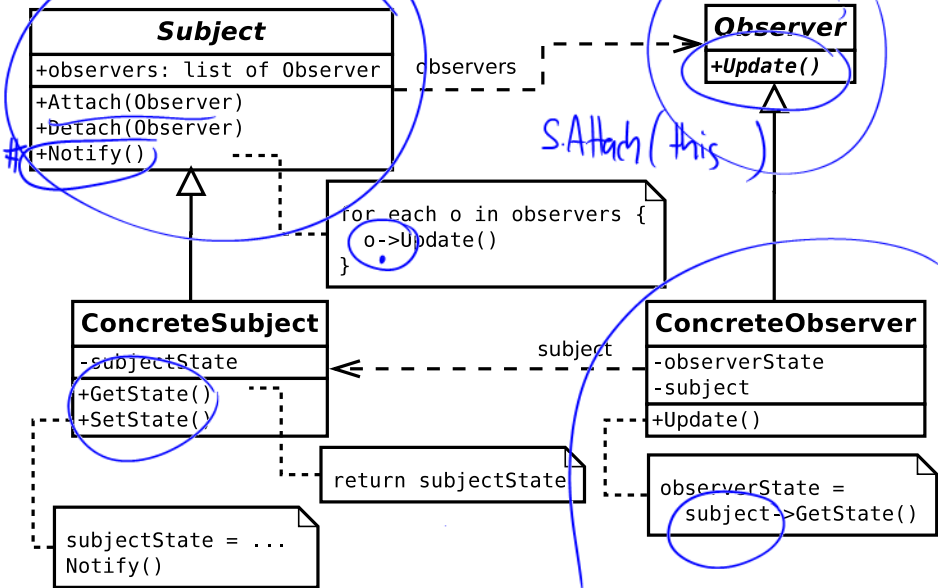 Subject
+observers: list of Observer
+Attach(Observer)
+Detach(Observer)
#
+Notify()
observers
Observer
+Update()
S.Attach(this)
for each o in observers {
o->Update()
}
ConcreteSubject
-subjectState
+GetState()
+SetState()
subject
ConcreteObserver
-observerState
-subject
+Update()
return subjectState
observerState =
subject->GetState()
subjectState = ...
Notify()